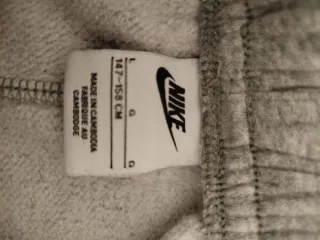 NIKE
L G G
147-158 CM
MADE IN CAMBODIA
FABRIQUE AU
CAMBODGE